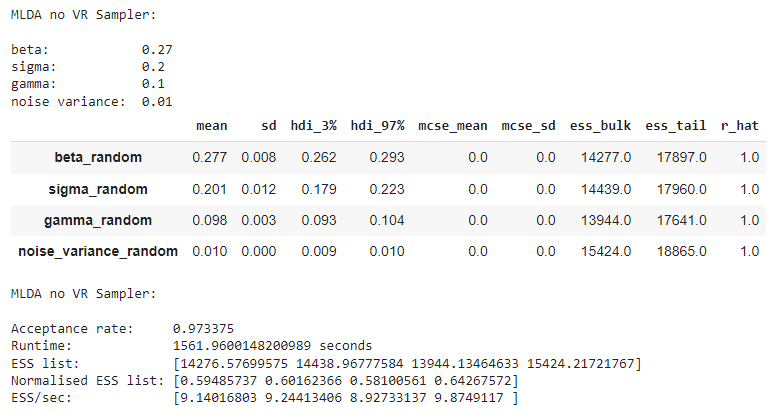 MLDA no VR Sampler:
beta: 0.27
sigma: 0.2
gamma: 0.1
noise variance: 0.01
mean sd hdi_3% hdi_97% mcse_mean mcse_sd ess_bulk ess_tail r_hat
beta_random 0.277 0.008 0.262 0.293 0.0 0.0 14277.0 17897.0 1.0
sigma_random 0.201 0.012 0.179 0.223 0.0 0.0 14439.0 17960.0 1.0
gamma_random 0.098 0.003 0.093 0.104 0.0 0.0 13944.0 17641.0 1.0
noise_variance_random 0.010 0.000 0.009 0.010 0.0 0.0 15424.0 18865.0 1.0
MLDA no VR Sampler:
Acceptance rate: 0.973375
Runtime: 1561.9600148200989 seconds
ESS list: [14276.57699575 14438.96777584 13944.13464633 15424.21721767]
Normalised ESS list: [0.59485737 0.60162366 0.58100561 0.64267572]
ESS/sec: [9.14016803 9.24413406 8.92733137 9.8749117 ]